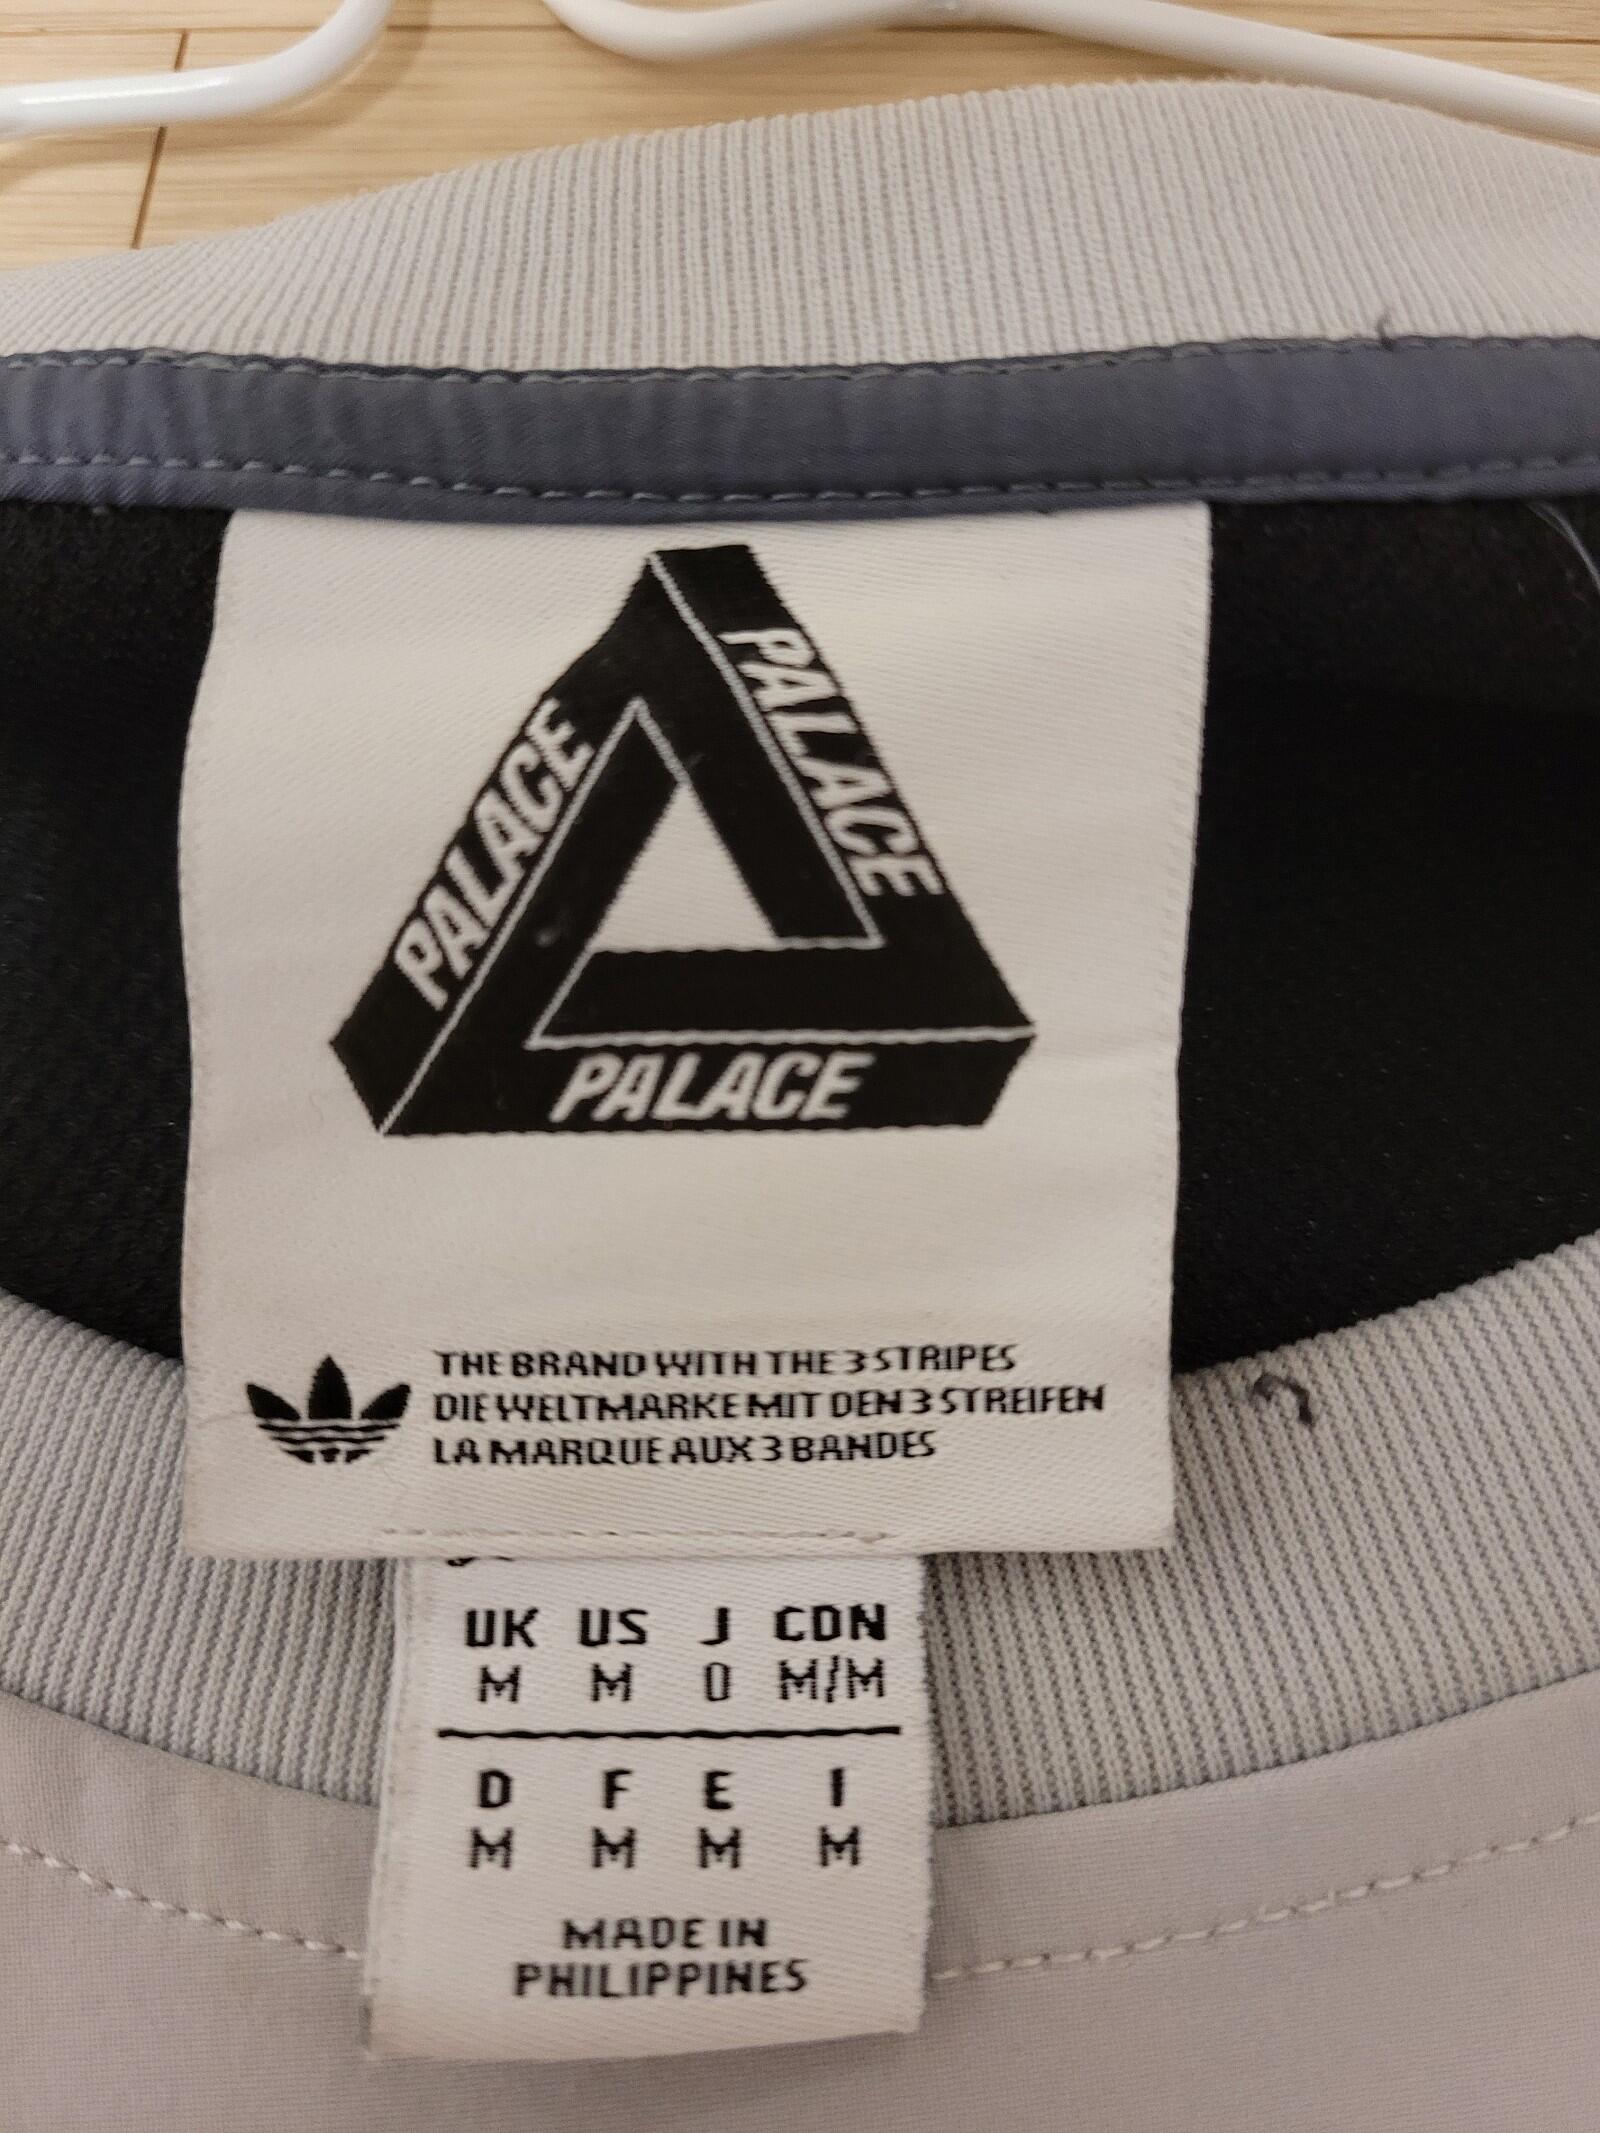 PALACE
PALACE
PALACE
THE BRAND WITH THE 3 STRIPES
DIE WELTMARKE MIT DEN 3 STREIFEN
LA MARQUE AUX 3 BANDES
UK US J CDN
M M O M/M
D F E I
M M M M
MADE IN
PHILIPPINES